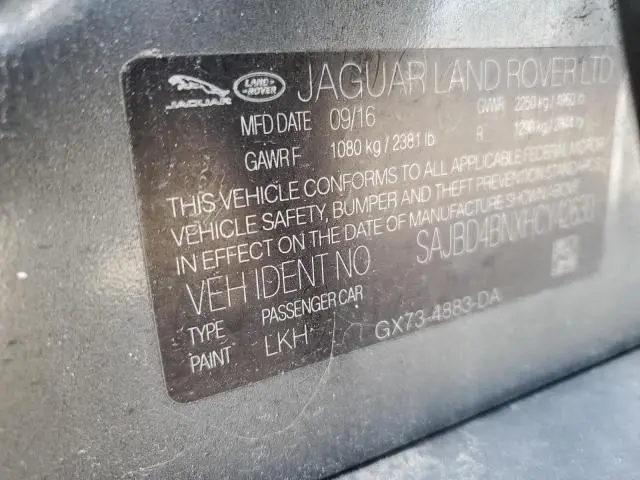 JAGUAR LAND ROVER JAGUAR LAND ROVER LTD
MFD DATE 09/16 GVWR 2250 kg / 4960 lb
GAWR F 1080 kg / 2381 lb R
THIS VEHICLE CONFORMS TO ALL APPLICABLE FEDERAL MOTOR
VEHICLE SAFETY, BUMPER AND THEFT PREVENTION STANDARDS
IN EFFECT ON THE DATE OF MANUFACTURE SHOWN ABOVE
VEH IDENT NO
TYPE PASSENGER CAR
PAINT LKH GX73-4883-DA